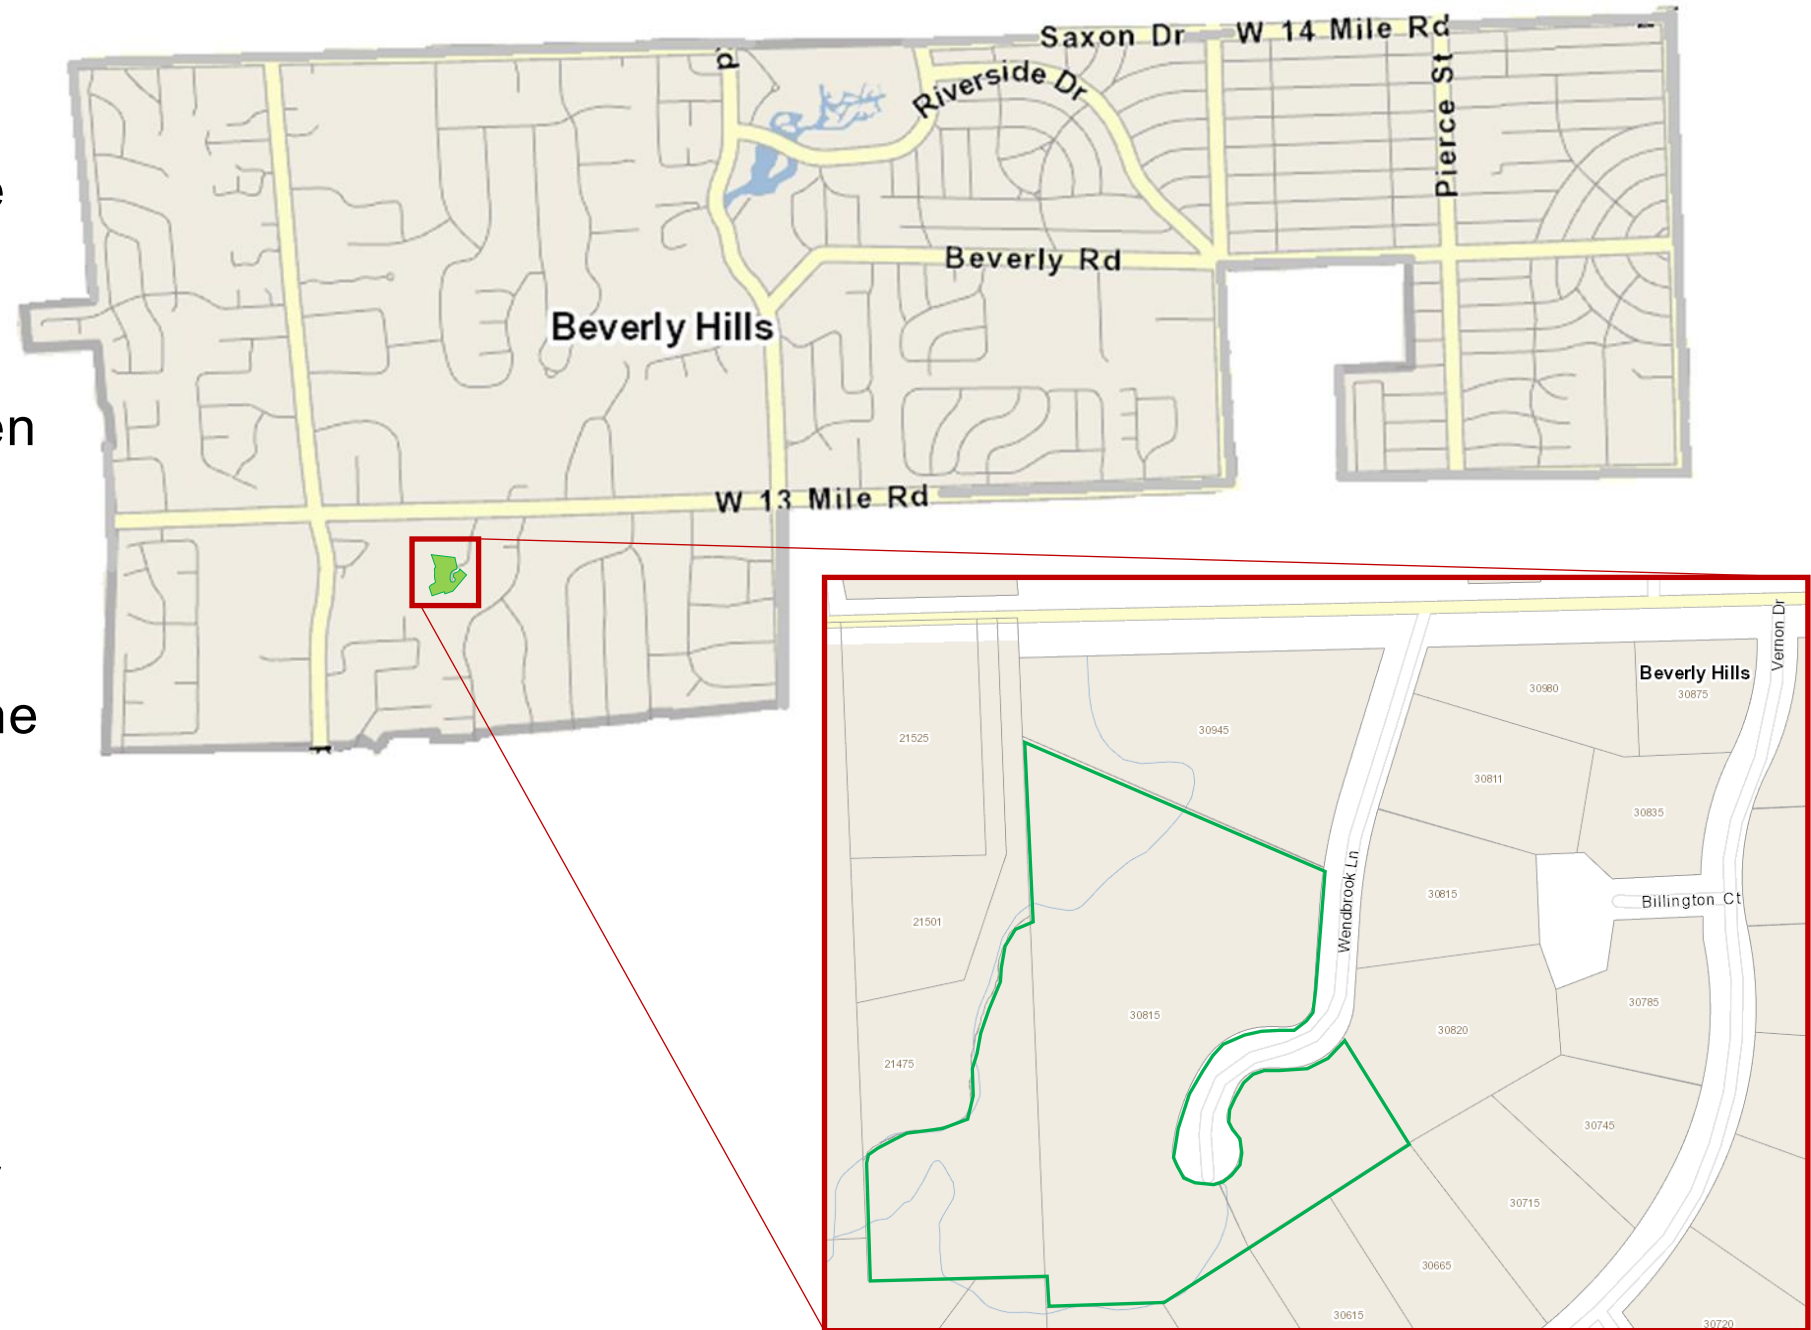 Saxon Dr
W 14 Mile Rd
Riverside Dr
Pierce St
Beverly Rd
Beverly Hills
W 13 Mile Rd
en
ne
Vernon Dr
Beverly Hills
30980
30875
21525
30945
30811
30835
Wendbrook Ln
30815
Billington Ct
21501
30815
30785
30820
21475
30745
30715
30665
30615
30720